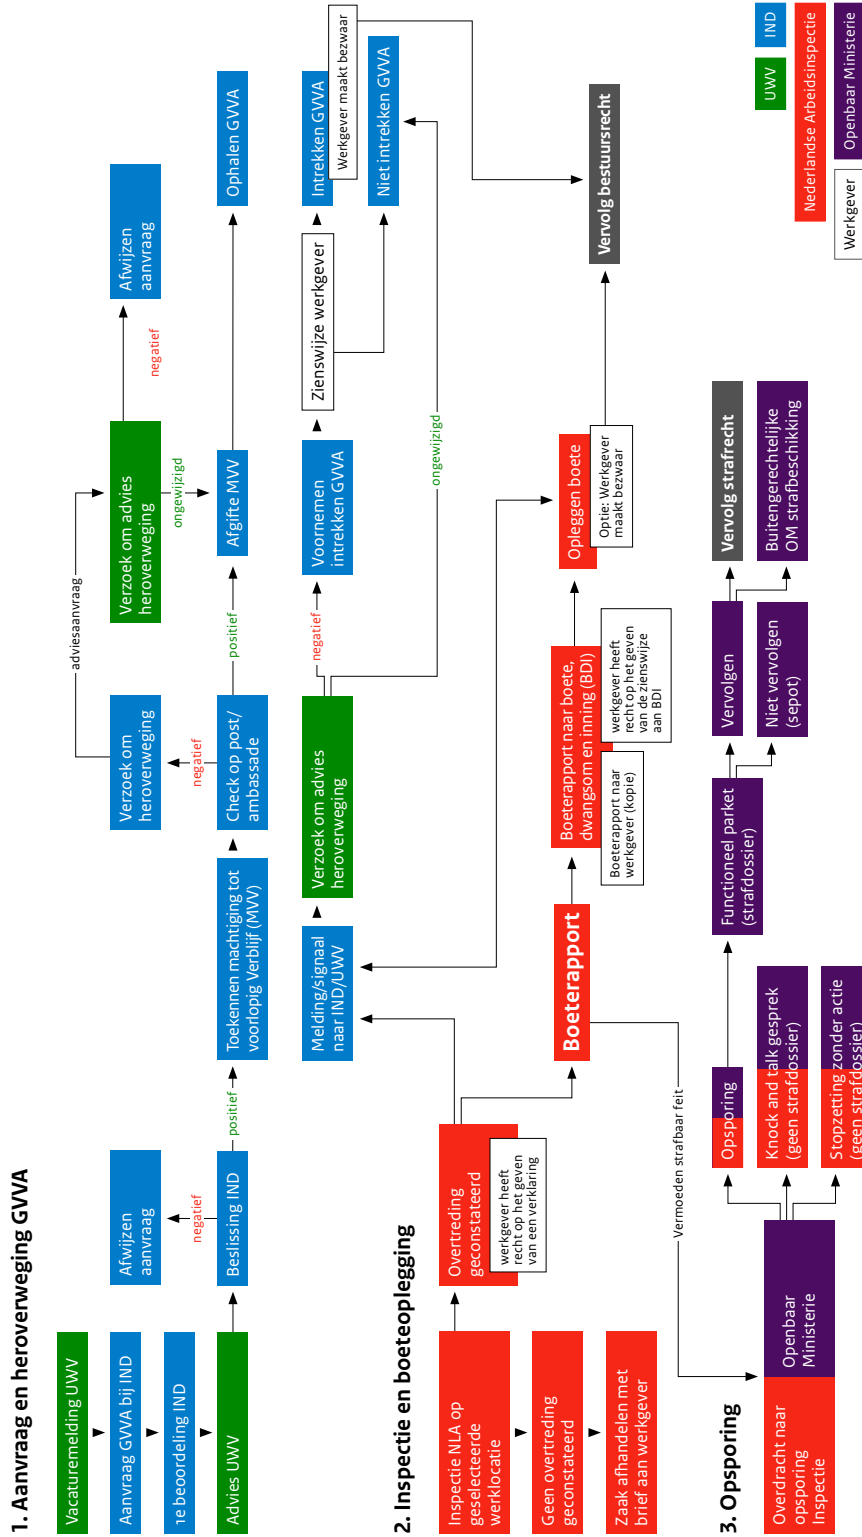 1. Aanvraag en heroverweging GVVA
Vacaturemelding UWV
Aanvraag GVVA bij IND
1e beoordeling IND
Advies UWV
Afwijzen
aanvraag
negatief
Beslissing IND
positief
Toekennen machtiging tot
voorlopig Verblijf (MVV)
Verzoek om
heroverweging
negatief
Check op post/
ambassade
adviesaanvraag
positief
Verzoek om advies
heroverweging
ongewijzigd
Afgifte MVV
negatief
Afwijzen
aanvraag
Ophalen GVVA
Melding/signaal
naar IND/UWV
Verzoek om advies
heroverweging
negatief
Voornemen
intrekken GVVA
Zienswijze werkgever
Intrekken GVVA
Werkgever maakt bezwaar
Niet intrekken GVVA
ongewijzigd
2. Inspectie en boeteoplegging
Inspectie NLA op
geselecteerde
werklocatie
Geen overtreding
geconstateerd
Zaak afhandelen met
brief aan werkgever
Overtreding
geconstateerd
werkgever heeft
recht op het geven
van een verklaring
Boeterapport
Boeterapport naar boete,
dwangsom en inning (BDI)
Boeterapport naar
werkgever (kopie)
werkgever heeft
recht op het geven
van de zienswijze
aan BDI
Opleggen boete
Optie: Werkgever
maakt bezwaar
Vervolg bestuursrecht
Vermoeden strafbaar feit
3. Opsporing
Overdracht naar
opsporing
Inspectie
Openbaar
Ministerie
Opsporing
Knock and talk gesprek
(geen strafdossier)
Stopzetting zonder actie
(geen strafdossier)
Functioneel parket
(strafdossier)
Vervolgen
Niet vervolgen
(sepot)
Vervolg strafrecht
Buitengerechtelijke
OM strafbeschikking
UWV
IND
Nederlandse Arbeidsinspectie
Werkgever
Openbaar Ministerie